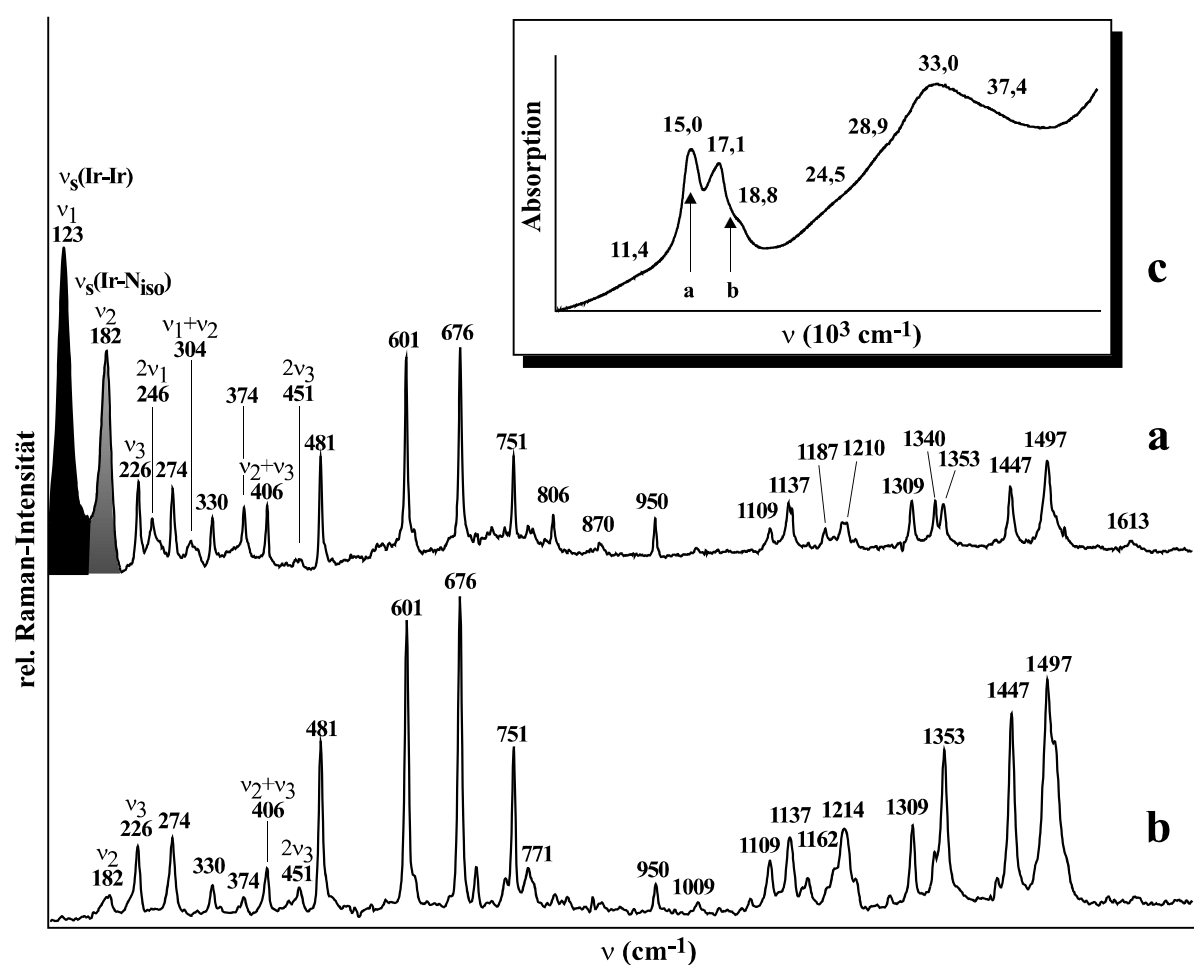 Absorption
33,0
37,4
28,9
24,5
15,0
17,1
18,8
11,4
a
b
ν (10³ cm⁻¹)
c
rel. Raman-Intensität
νs(Ir-Ir)
ν1
123
νs(Ir-Niso)
ν2
182
ν3
226
2ν1
246
274
ν1+ν2
304
330
374
ν2+ν3
406
2ν3
451
481
601
676
751
806
870
950
1109
1137
1187
1210
1309
1340
1353
1447
1497
1613
a
ν2
182
ν3
226
274
330
374
ν2+ν3
406
2ν3
451
481
601
676
751
771
950
1009
1109
1137
1162
1214
1309
1353
1447
1497
b
ν (cm⁻¹)